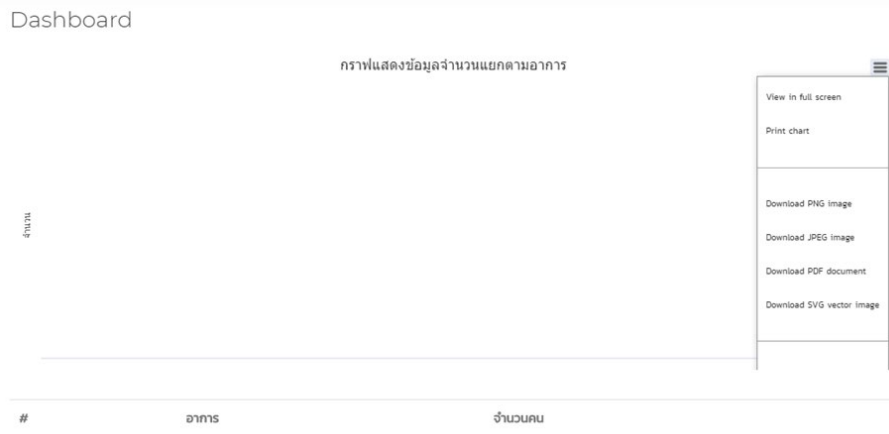 Dashboard
กราฟแสดงข้อมูลจำนวนแยกตามอาการ
View in full screen
Print chart
Download PNG image
Download JPEG image
Download PDF document
Download SVG vector image
จำนวน
# อาการ จำนวนคน